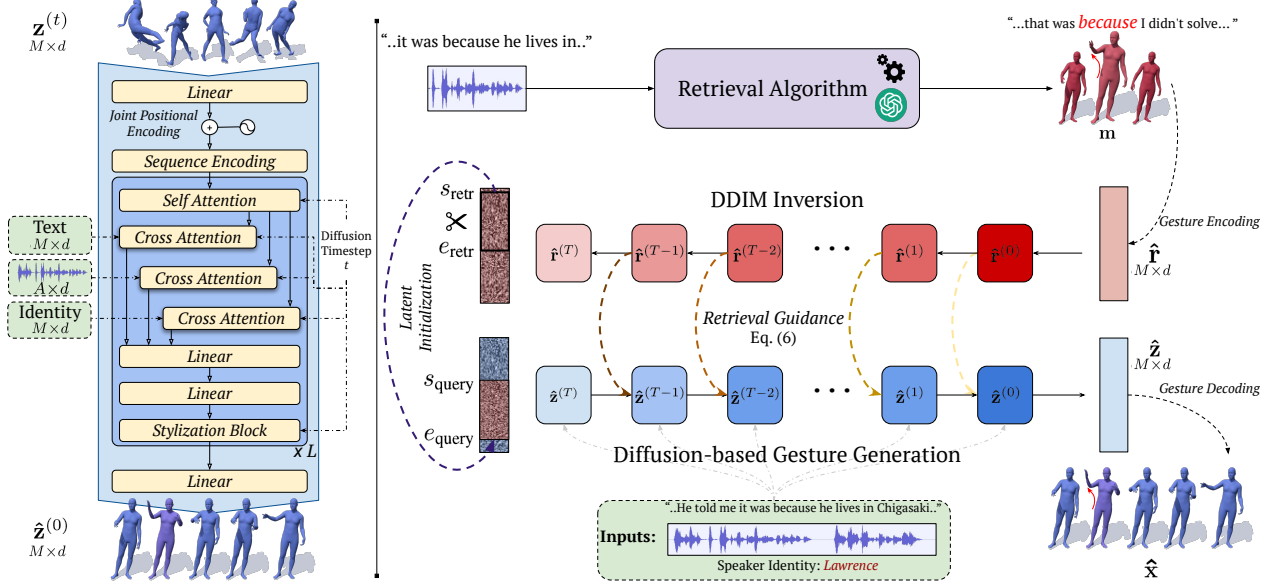 z^(t)
M × d
Linear
Joint Positional
Encoding
+
Sequence Encoding
Self Attention
Text
M × d
Cross Attention
Diffusion
Timestep
t
A × d
Cross Attention
Identity
M × d
Cross Attention
Linear
Linear
Stylization Block
× L
Linear
ẑ^(0)
M × d
“..it was because he lives in..”
Retrieval Algorithm
“...that was because I didn't solve... ”
m
s_retr
e_retr
Latent
Initialization
s_query
e_query
DDIM Inversion
r̂^(T)
r̂^(T−1)
r̂^(T−2)
• • •
r̂^(1)
r̂^(0)
Gesture Encoding
r̂
M × d
Retrieval Guidance
Eq. (6)
ẑ^(T)
ẑ^(T−1)
ẑ^(T−2)
• • •
ẑ^(1)
ẑ^(0)
ẑ
M × d
Gesture Decoding
Diffusion-based Gesture Generation
“..He told me it was because he lives in Chigasaki..”
Inputs:
Speaker Identity: Lawrence
x̂